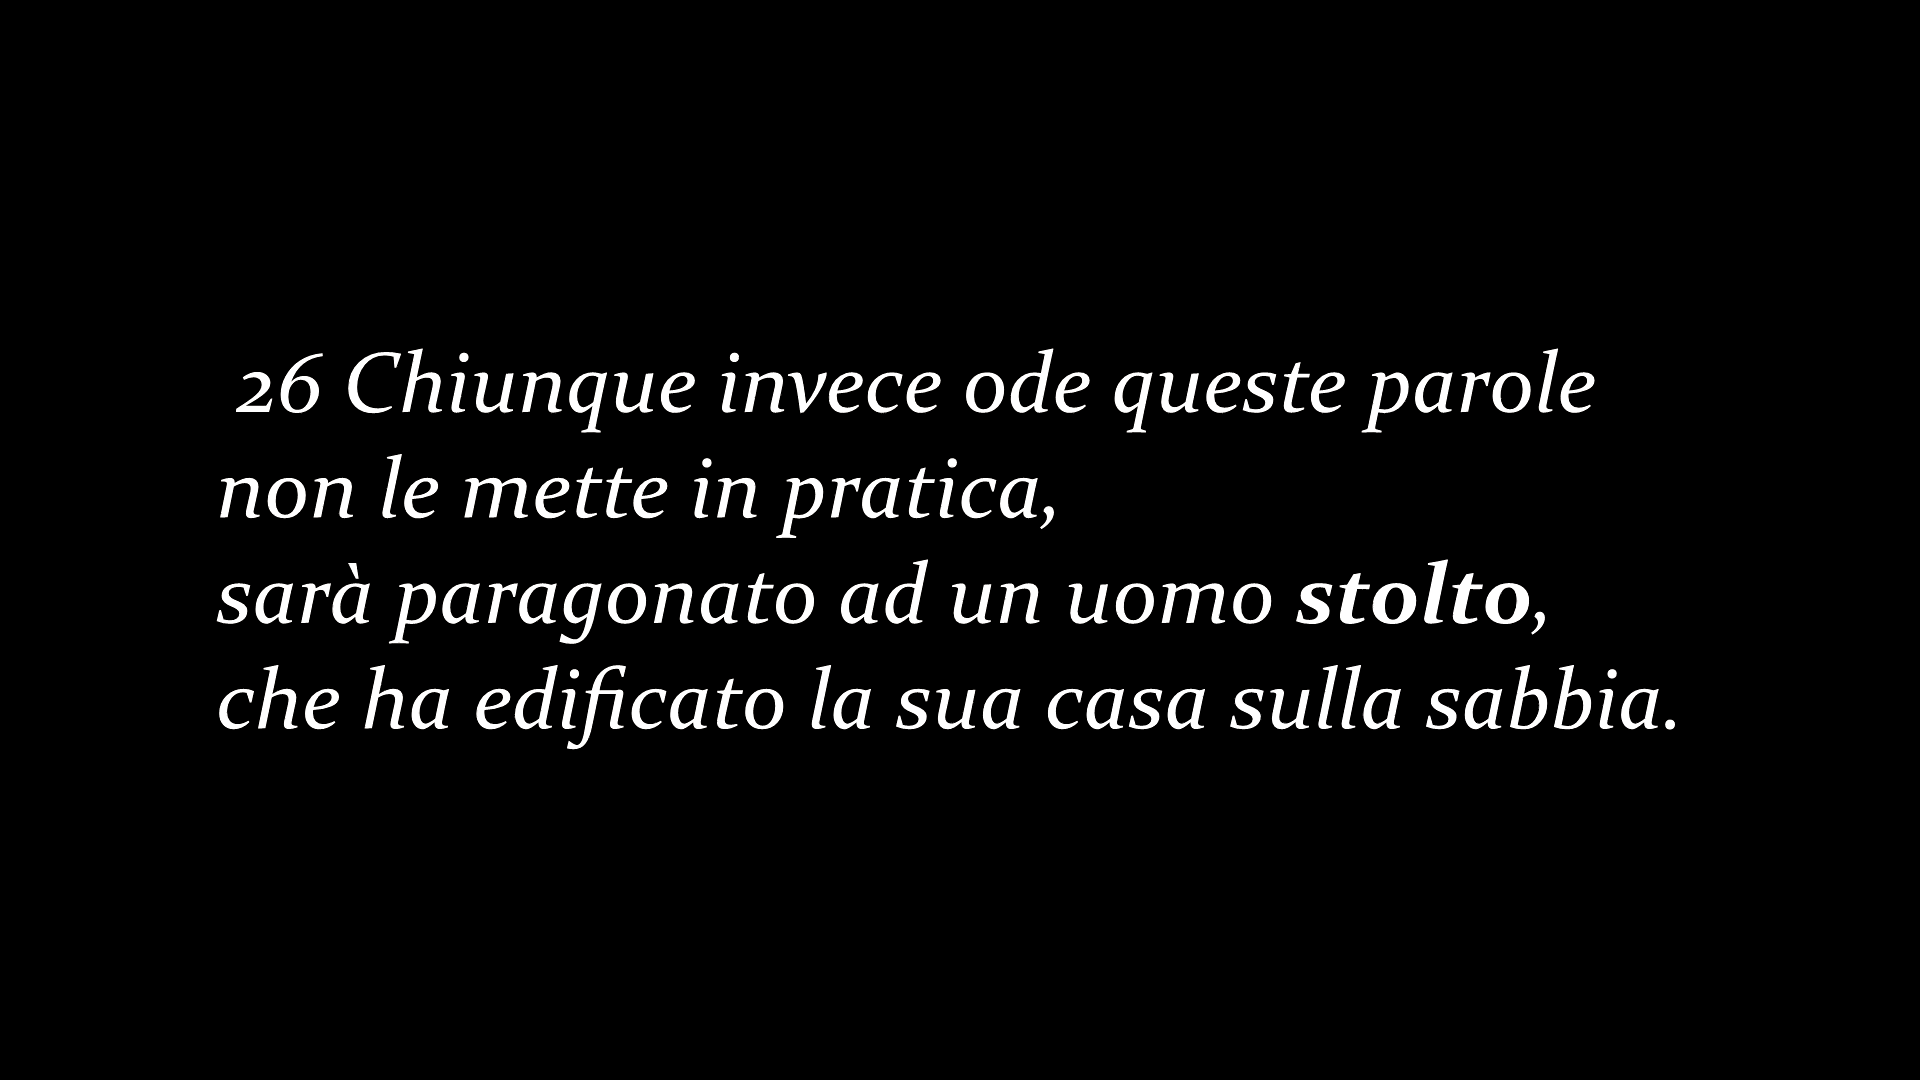 26 Chiunque invece ode queste parole
non le mette in pratica,
sarà paragonato ad un uomo stolto,
che ha edificato la sua casa sulla sabbia.